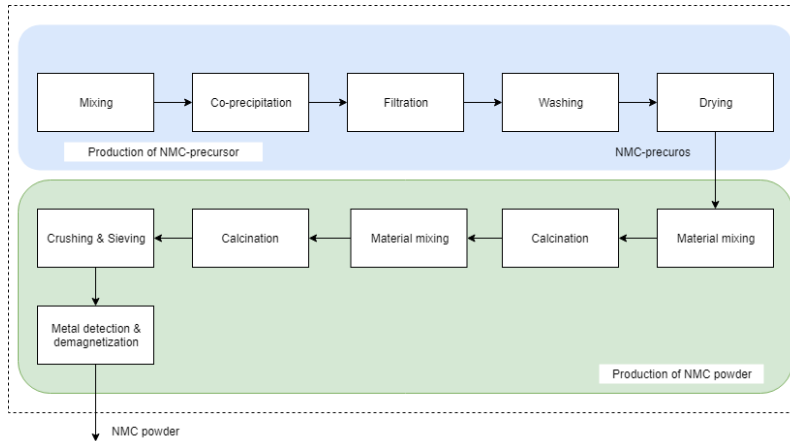 Mixing
Co-precipitation
Filtration
Washing
Drying
Production of NMC-precursor
NMC-precuros
Crushing & Sieving
Calcination
Material mixing
Calcination
Material mixing
Metal detection &
demagnetization
Production of NMC powder
NMC powder